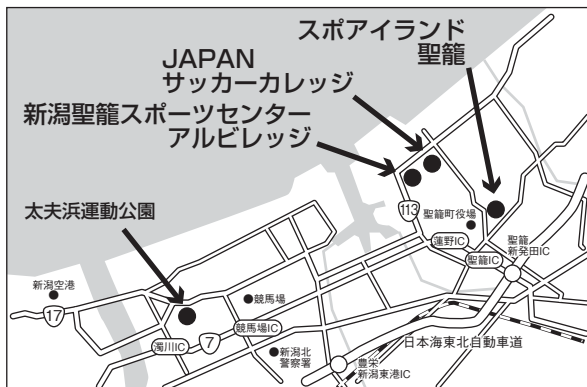 スポアイランド
聖籠
JAPAN
サッカーカレッジ
新潟聖籠スポーツセンター
アルビレッジ
太夫浜運動公園
113
聖籠町役場
蓮野IC
聖籠
新発田IC
聖籠IC
新潟空港
17
競馬場
競馬場IC
7
濁川IC
日本海東北自動車道
新潟北
警察署
豊栄
新潟東港IC